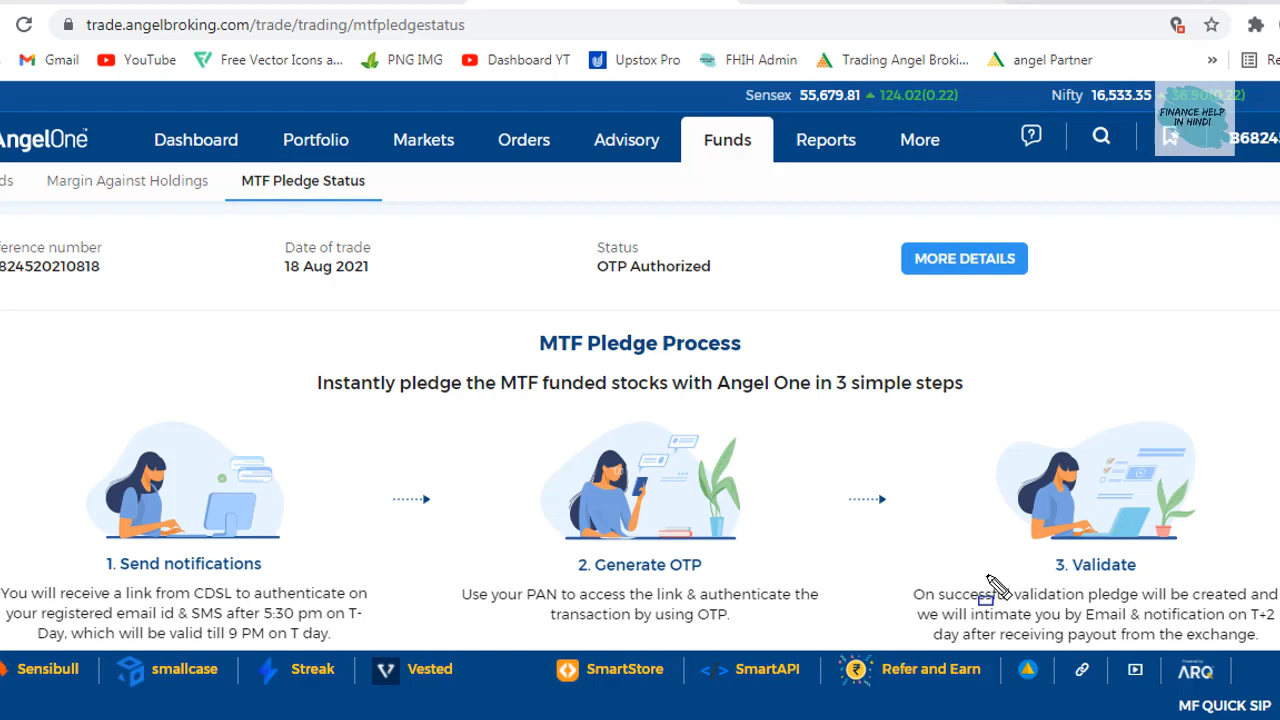 trade.angelbroking.com/trade/trading/mtfpledgestatus
Gmail YouTube Free Vector Icons a... PNG IMG Dashboard YT Upstox Pro FHIH Admin Trading Angel Broki... angel Partner » Re
Sensex 55,679.81 124.02(0.22) Nifty 16,533.35 36.90(0.22)
FINANCE HELP
IN HINDI
AngelOne Dashboard Portfolio Markets Orders Advisory Funds Reports More B6824
ds Margin Against Holdings MTF Pledge Status
ference number Date of trade Status
824520210818 18 Aug 2021 OTP Authorized MORE DETAILS
MTF Pledge Process
Instantly pledge the MTF funded stocks with Angel One in 3 simple steps
1. Send notifications
You will receive a link from CDSL to authenticate on
your registered email id & SMS after 5:30 pm on T-
Day, which will be valid till 9 PM on T day.
2. Generate OTP
Use your PAN to access the link & authenticate the
transaction by using OTP.
3. Validate
On successful validation pledge will be created and
we will intimate you by Email & notification on T+2
day after receiving payout from the exchange.
Sensibull smallcase Streak Vested SmartStore SmartAPI Refer and Earn Powered by ARQ
MF QUICK SIP